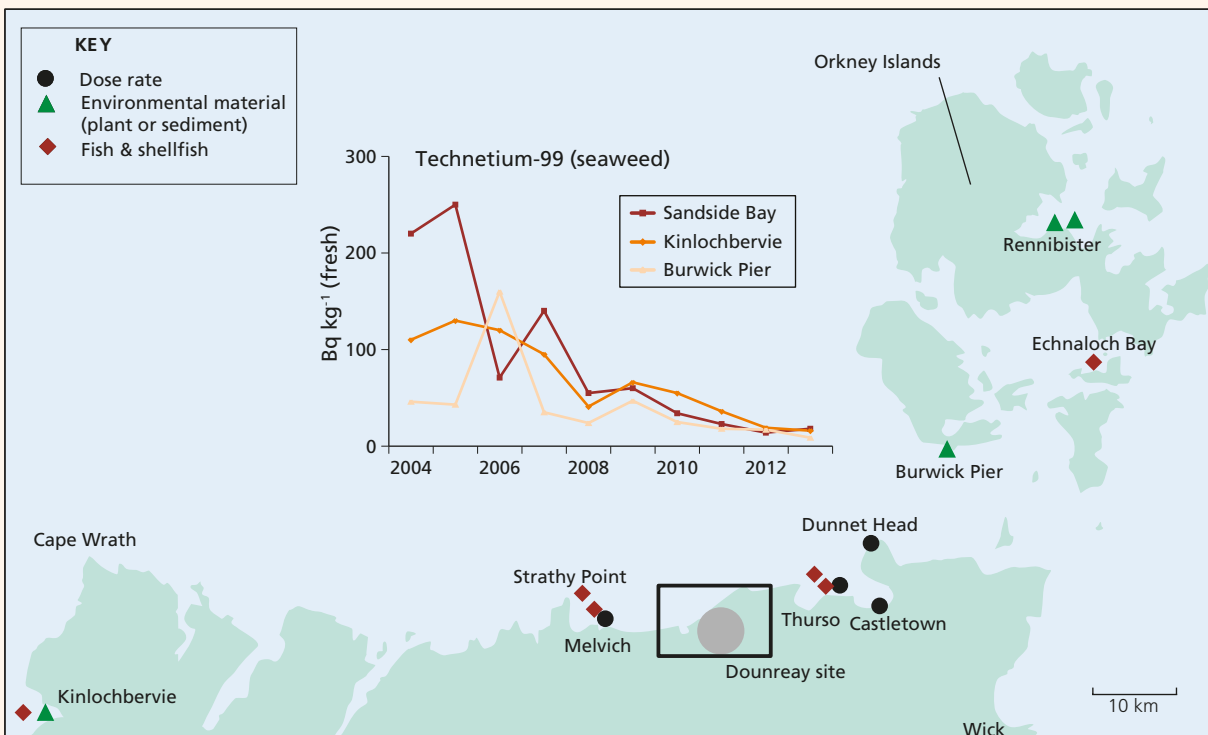 KEY
Dose rate
Environmental material
(plant or sediment)
Fish & shellfish
Technetium-99 (seaweed)
Bq kg⁻¹ (fresh)
300
200
100
0
2004
2006
2008
2010
2012
Sandside Bay
Kinlochbervie
Burwick Pier
Orkney Islands
Rennibister
Echnaloch Bay
Burwick Pier
Cape Wrath
Dunnet Head
Strathy Point
Melvich
Thurso
Castletown
Dounreay site
Kinlochbervie
10 km
Wick